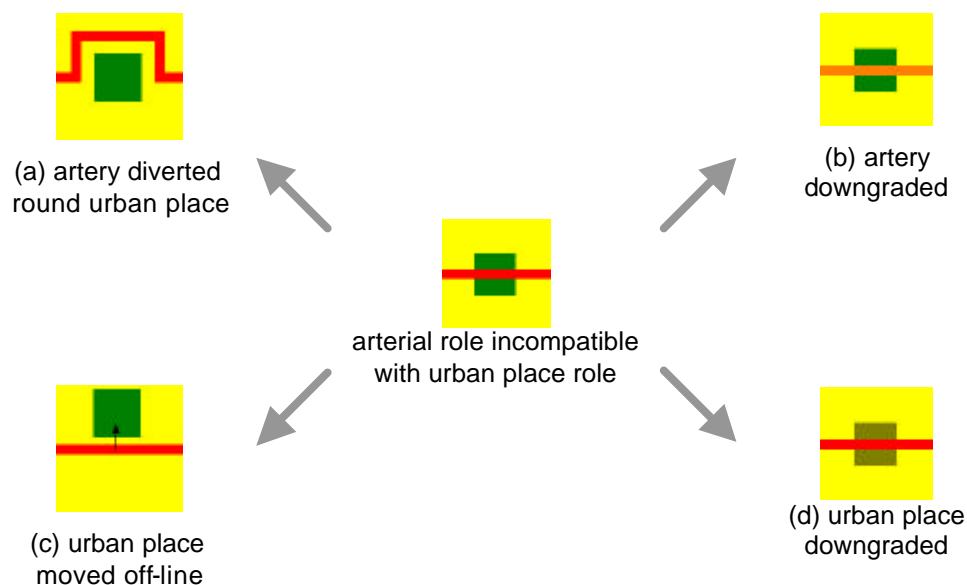 (a) artery diverted
round urban place
(b) artery
downgraded
arterial role incompatible
with urban place role
(c) urban place
moved off-line
(d) urban place
downgraded